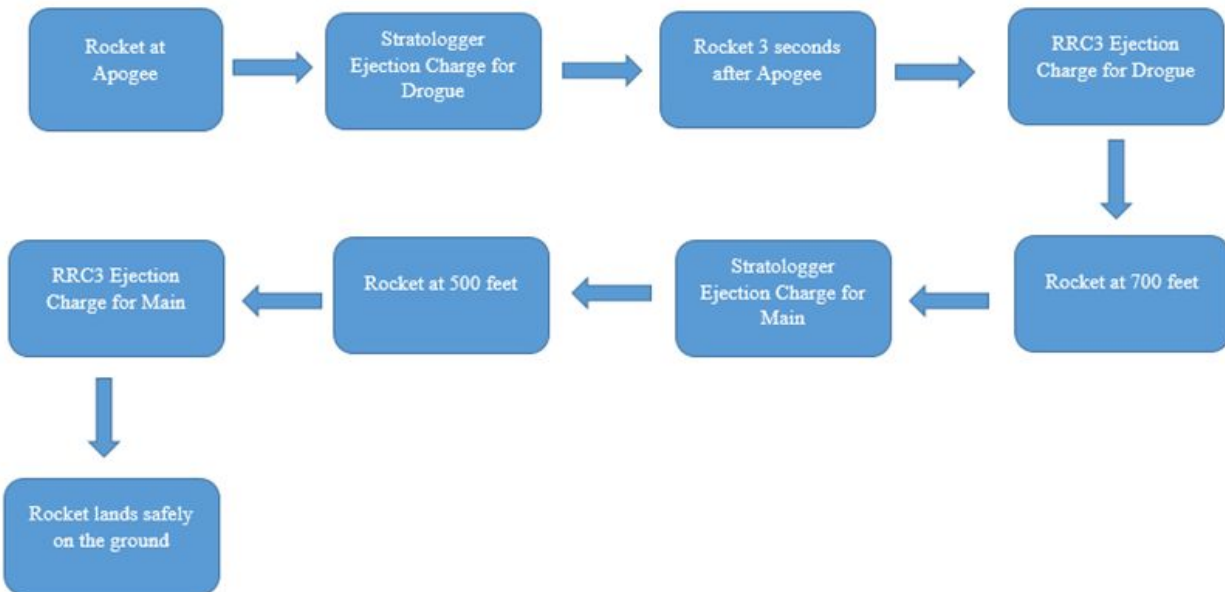 Rocket at
Apogee
Stratologger
Ejection Charge for
Drogue
Rocket 3 seconds
after Apogee
RRC3 Ejection
Charge for Drogue
Rocket at 700 feet
Stratologger
Ejection Charge for
Main
Rocket at 500 feet
RRC3 Ejection
Charge for Main
Rocket lands safely
on the ground